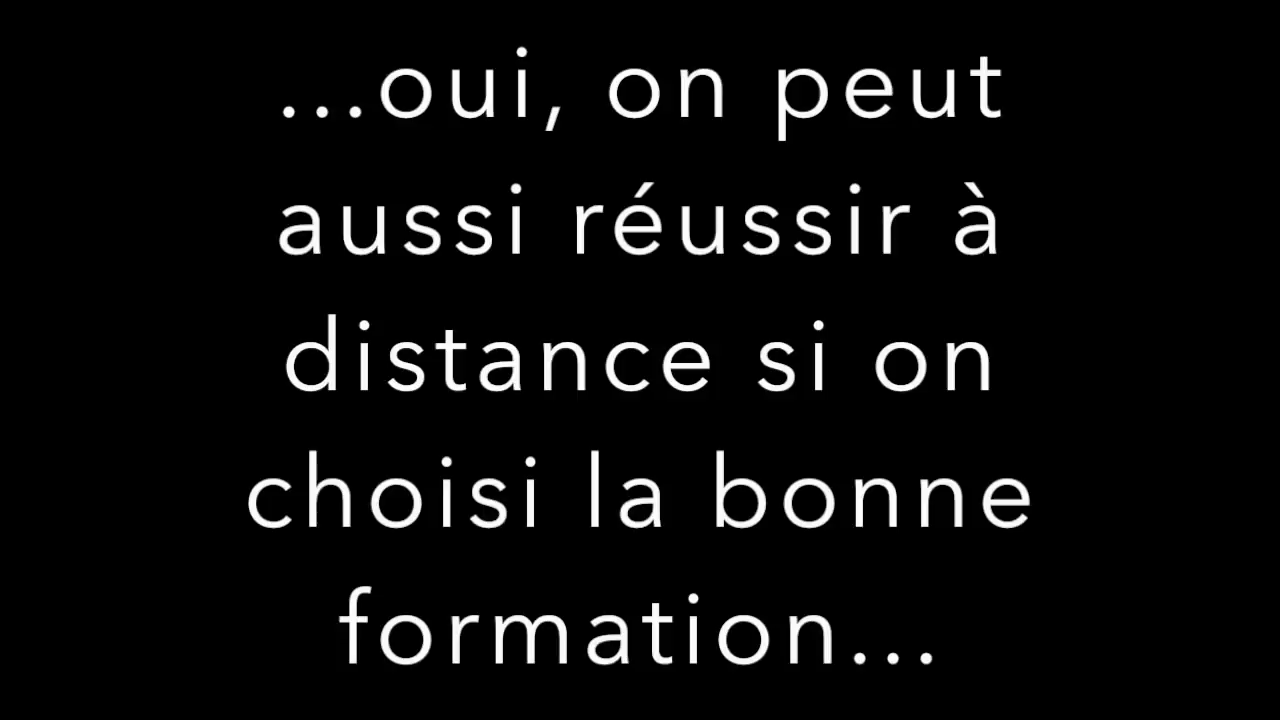 ...oui, on peut
aussi réussir à
distance si on
choisi la bonne
formation...